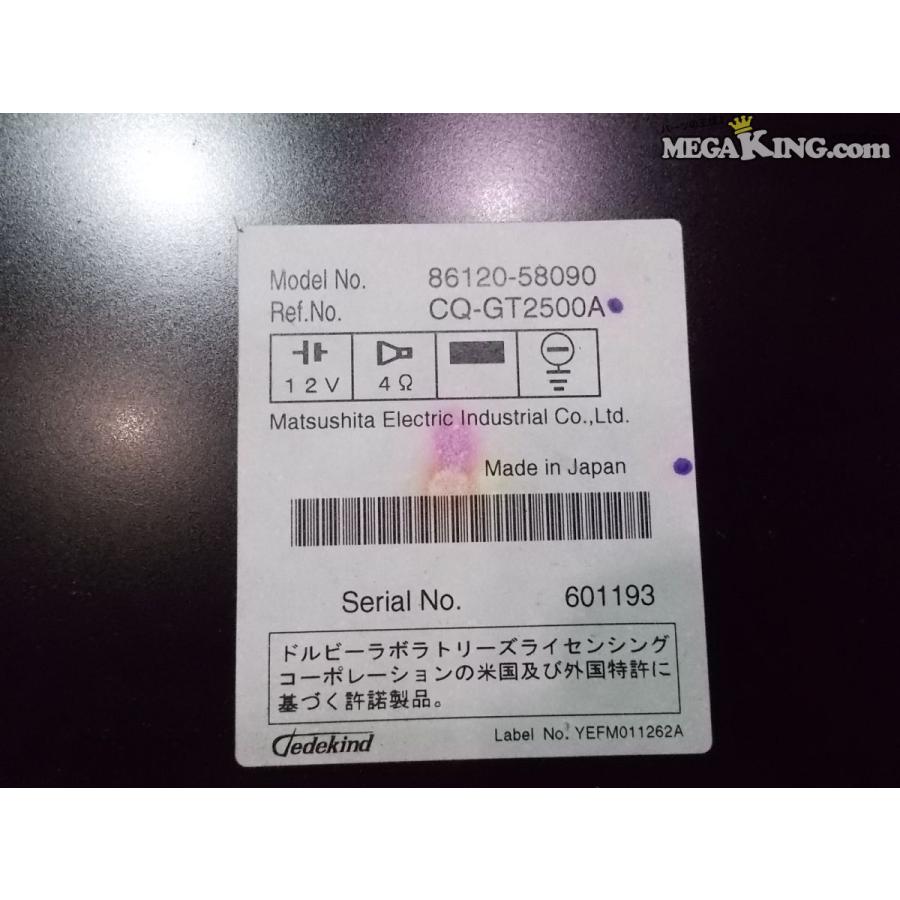 MEGAKING.com
Model No. 86120-58090
Ref.No. CQ-GT2500A
12V 4Ω
Matsushita Electric Industrial Co.,Ltd.
Made in Japan
Serial No. 601193
ドルビーラボラトリーズライセンシング
コーポレーションの米国及び外国特許に
基づく許諾製品。
Jedekind Label No. YEFM011262A